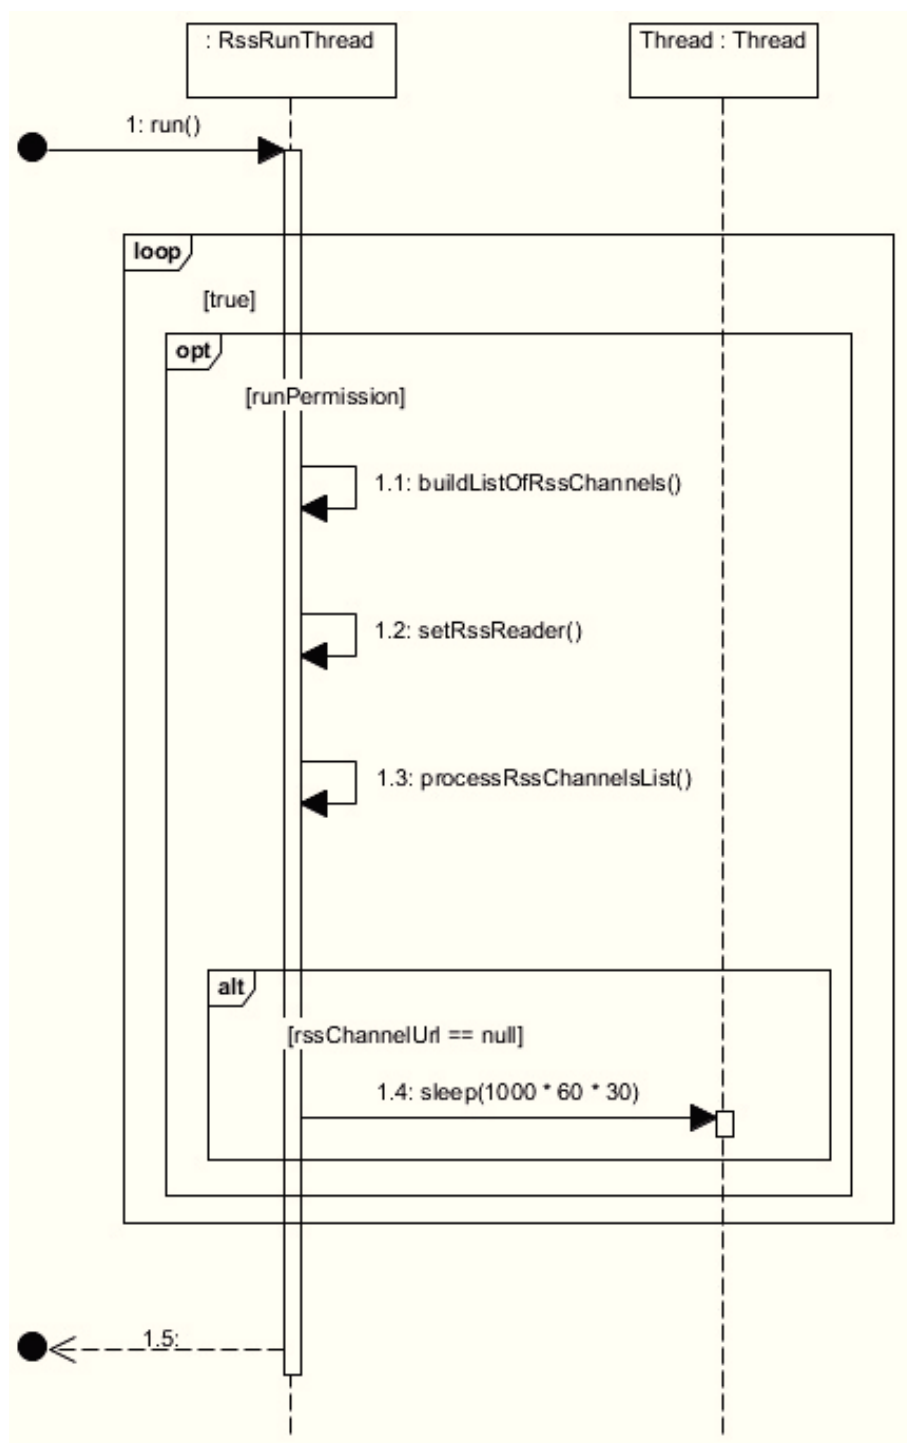 : RssRunThread
Thread : Thread
1: run()
loop
[true]
opt
[runPermission]
1.1: buildListOfRssChannels()
1.2: setRssReader()
1.3: processRssChannelsList()
alt
[rssChannelUrl == null]
1.4: sleep(1000 * 60 * 30)
1.5: